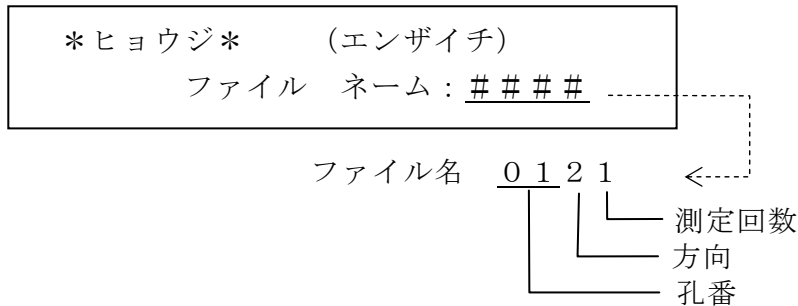 ＊ヒョウジ＊　（エンザイチ）
ファイル　ネーム：＃＃＃＃
ファイル名　０１２１
測定回数
方向
孔番